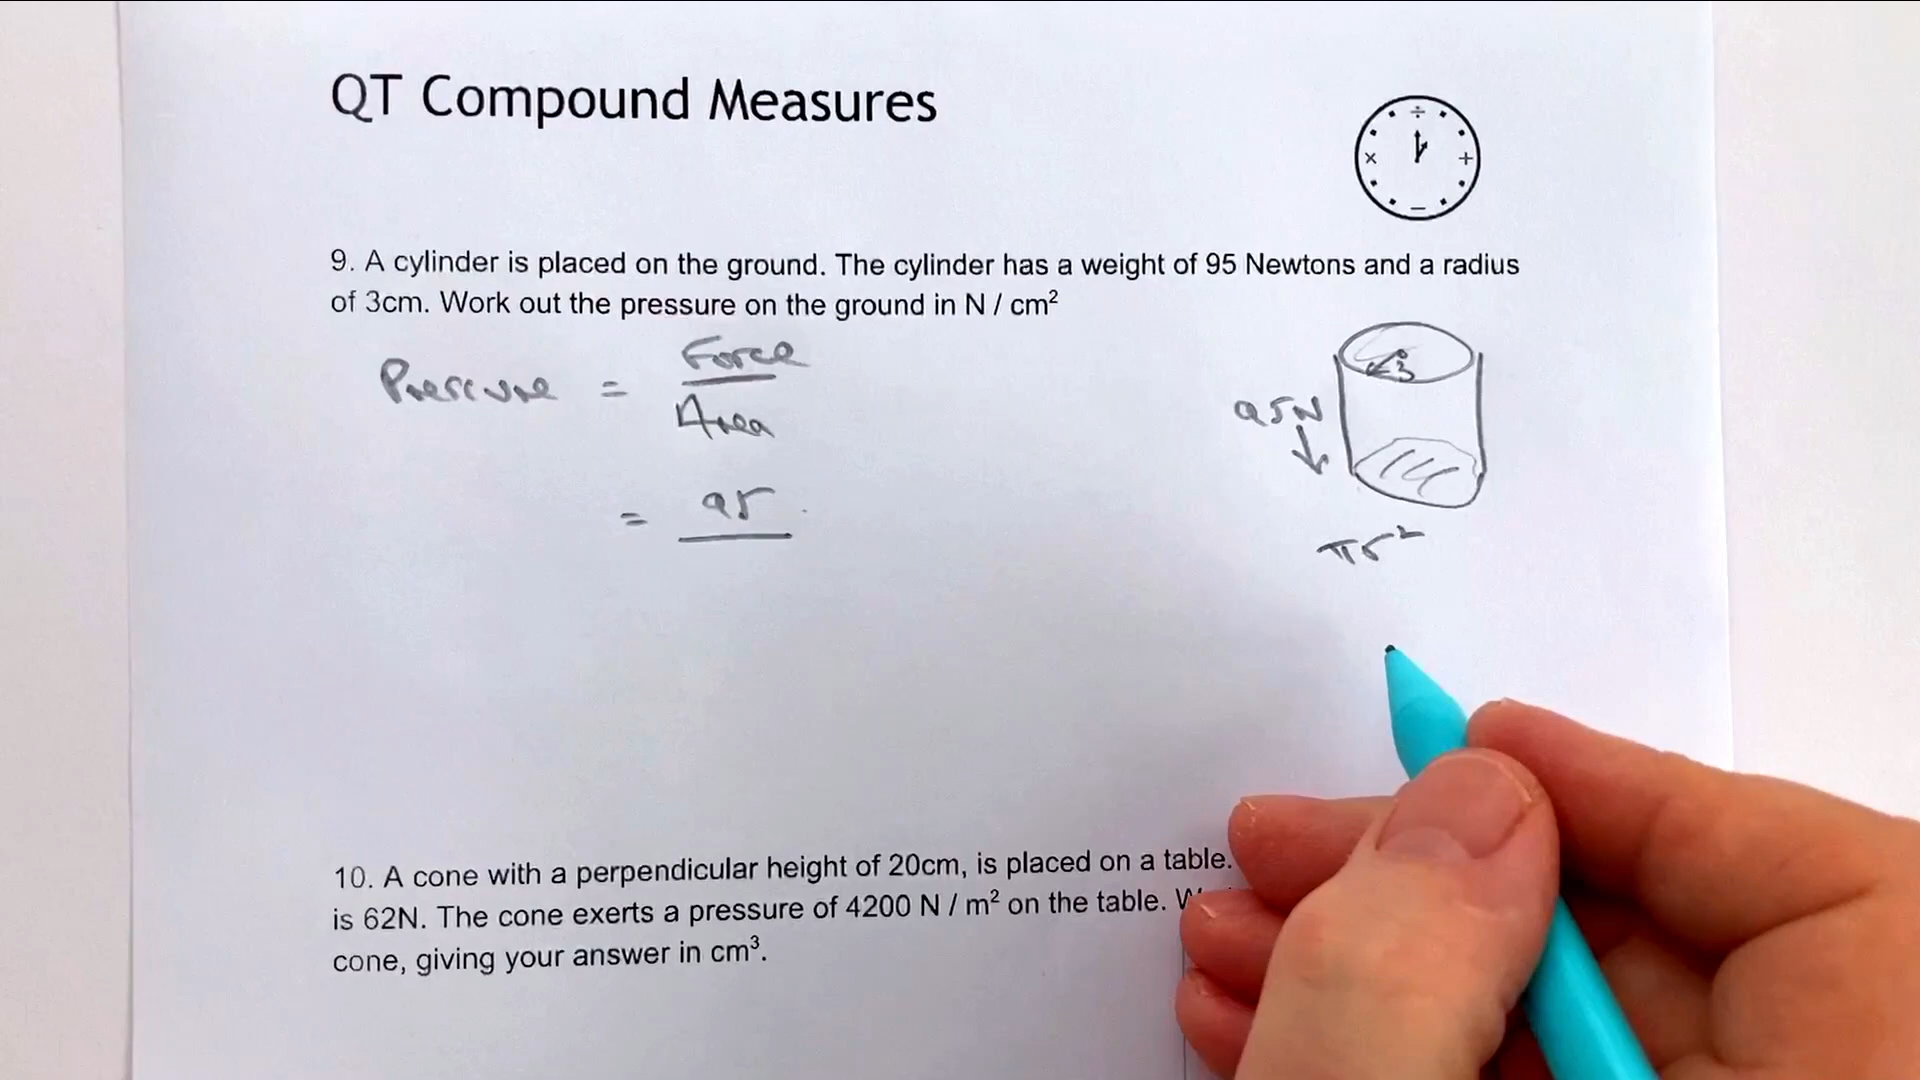 QT Compound Measures
÷
× +
−
9. A cylinder is placed on the ground. The cylinder has a weight of 95 Newtons and a radius
of 3cm. Work out the pressure on the ground in N / cm²
Pressure = Force
Area
= 95
3
95N
πr²
10. A cone with a perpendicular height of 20cm, is placed on a table.
is 62N. The cone exerts a pressure of 4200 N / m² on the table.
cone, giving your answer in cm³.